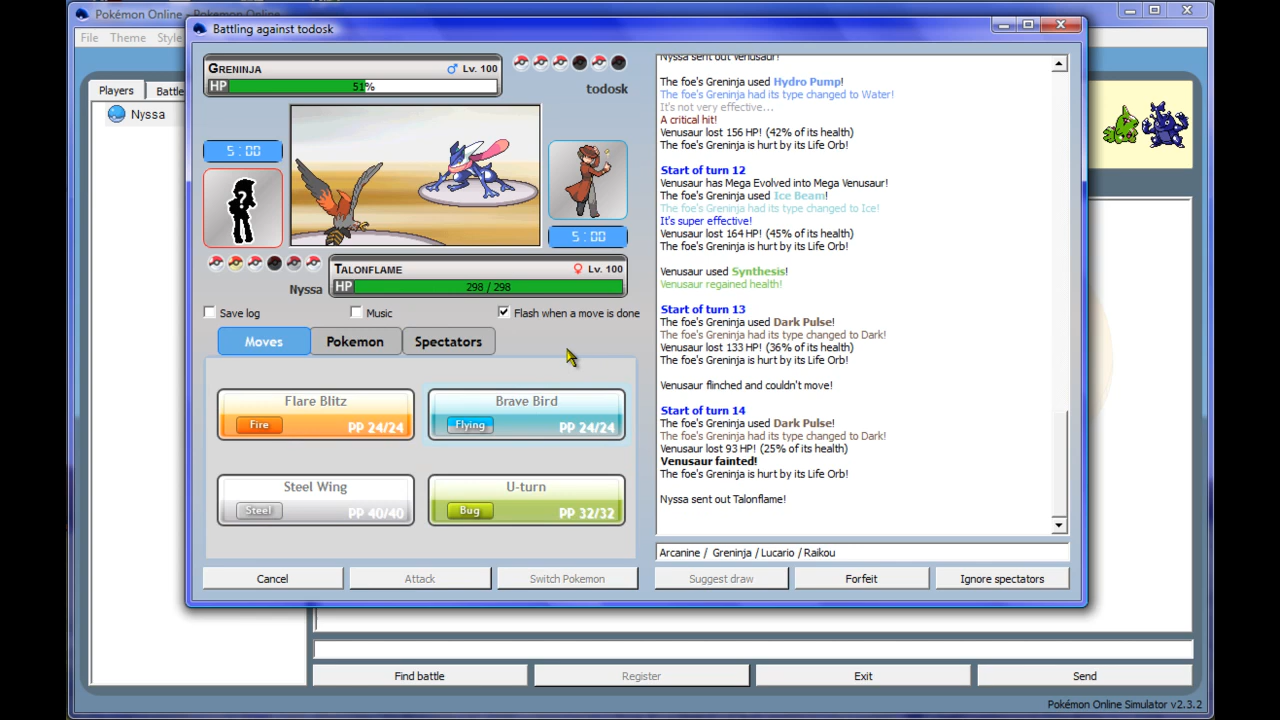 Pokémon Online - Pokémon Online
Battling against todosk
File Theme Style
Players Battle
Nyssa
GRENINJA ♂ Lv. 100
HP 51%
todosk
5:00
?
5:00
TALONFLAME ♀ Lv. 100
HP 298 / 298
Nyssa
Save log Music Flash when a move is done
Moves Pokemon Spectators
Flare Blitz
Fire PP 24/24
Brave Bird
Flying PP 24/24
Steel Wing
Steel PP 40/40
U-turn
Bug PP 32/32
Cancel Attack Switch Pokemon
Nyssa sent out Venusaur!
The foe's Greninja used Hydro Pump!
The foe's Greninja had its type changed to Water!
It's not very effective...
A critical hit!
Venusaur lost 156 HP! (42% of its health)
The foe's Greninja is hurt by its Life Orb!
Start of turn 12
Venusaur has Mega Evolved into Mega Venusaur!
The foe's Greninja used Ice Beam!
The foe's Greninja had its type changed to Ice!
It's super effective!
Venusaur lost 164 HP! (45% of its health)
The foe's Greninja is hurt by its Life Orb!
Venusaur used Synthesis!
Venusaur regained health!
Start of turn 13
The foe's Greninja used Dark Pulse!
The foe's Greninja had its type changed to Dark!
Venusaur lost 133 HP! (36% of its health)
The foe's Greninja is hurt by its Life Orb!
Venusaur flinched and couldn't move!
Start of turn 14
The foe's Greninja used Dark Pulse!
The foe's Greninja had its type changed to Dark!
Venusaur lost 93 HP! (25% of its health)
Venusaur fainted!
The foe's Greninja is hurt by its Life Orb!
Nyssa sent out Talonflame!
Arcanine / Greninja / Lucario / Raikou
Suggest draw Forfeit Ignore spectators
Find battle Register Exit Send
Pokémon Online Simulator v2.3.2